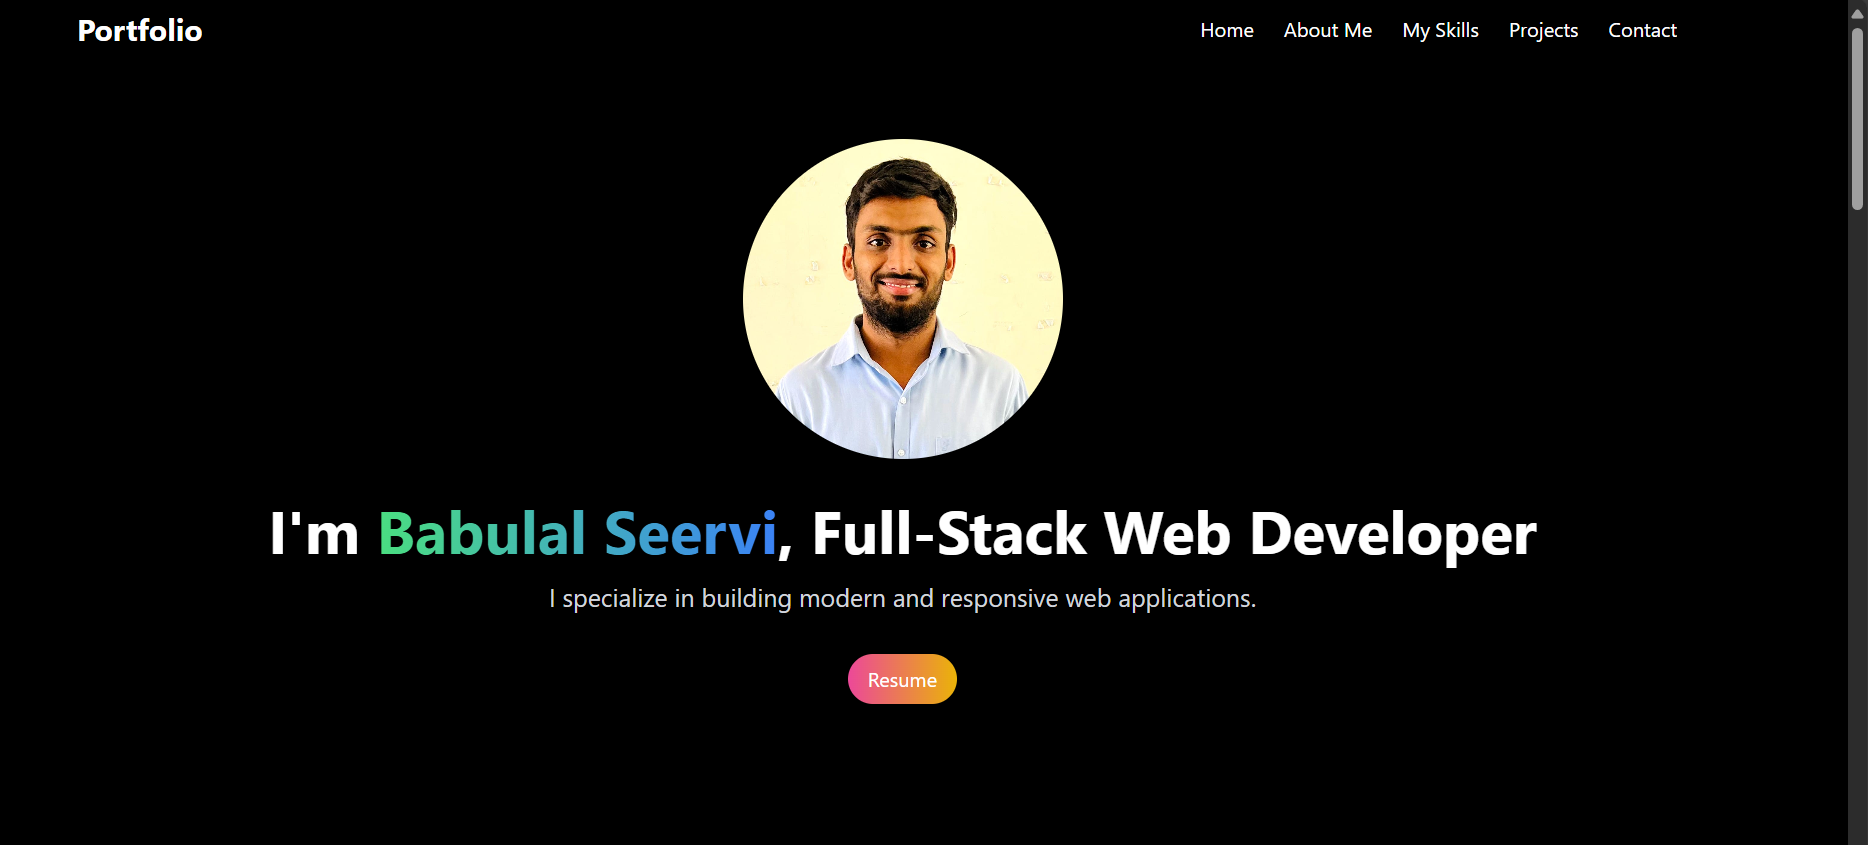 Portfolio
Home About Me My Skills Projects Contact
I'm Babulal Seervi, Full-Stack Web Developer
I specialize in building modern and responsive web applications.
Resume